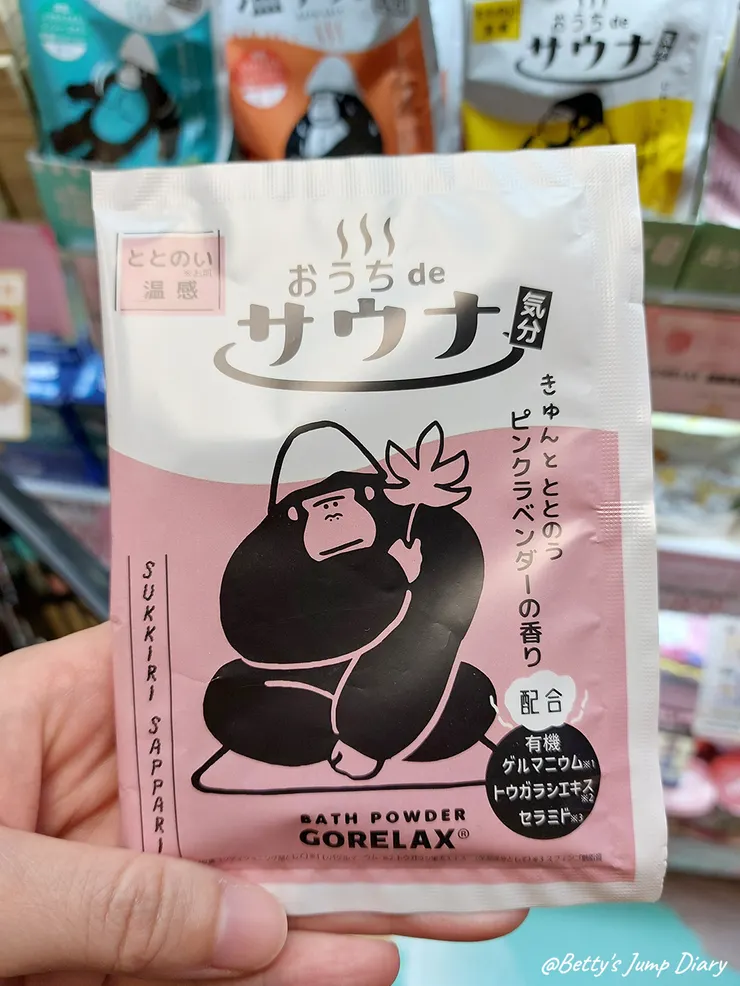 おうち de
サウナ
ととのい
温感
おうち de
サウナ
気分
きゅんと ととのう
ピンクラベンダーの香り
SUKKIRI SAPPARI
配合
有機
ゲルマニウム※1
トウガラシエキス※2
セラミド※3
BATH POWDER
GORELAX®
@Betty's Jump Diary